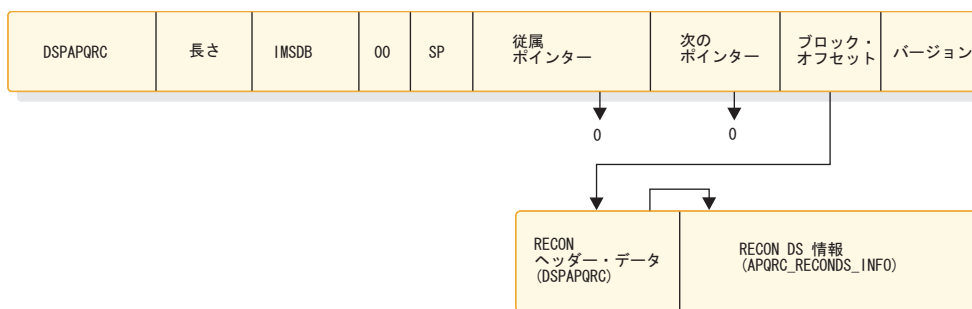 DSPAPQRC
長さ
IMSDB
00
SP
従属
ポインター
次の
ポインター
ブロック・
オフセット
バージョン
0
0
RECON
ヘッダー・データ
(DSPAPQRC)
RECON DS 情報
(APQRC_RECONDS_INFO)